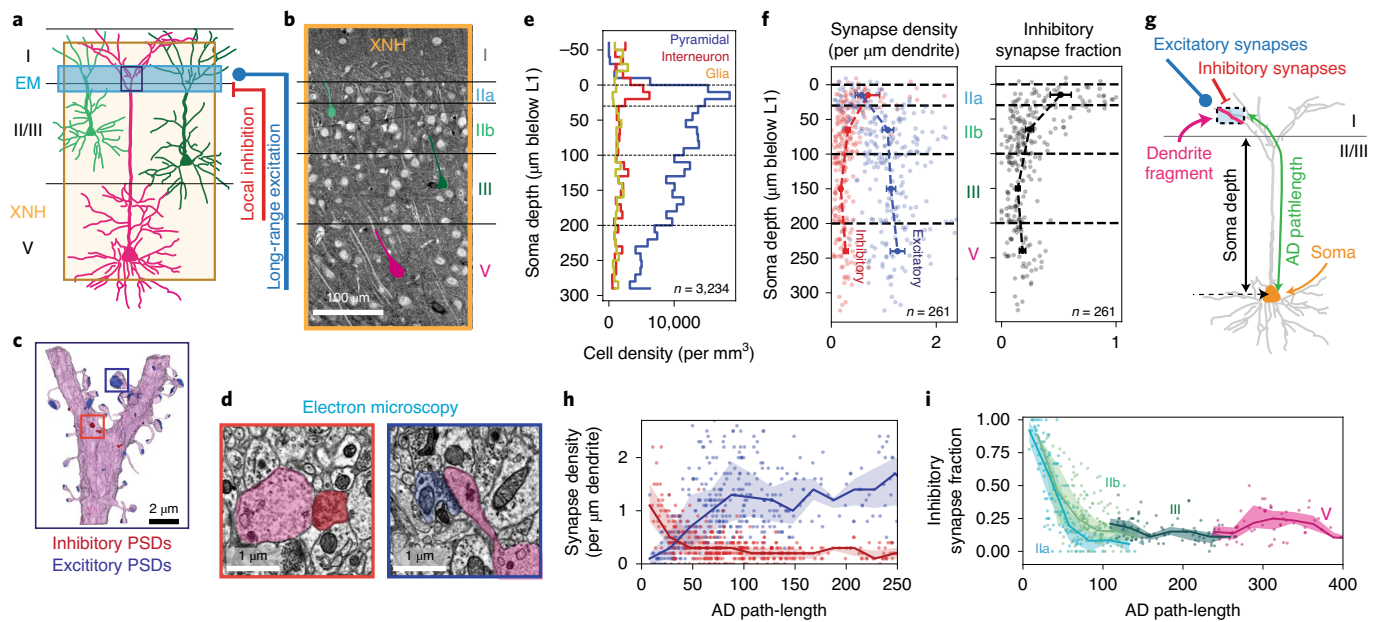 a
I
EM
II/III
XNH
V
Local inhibition
Long-range excitation
b
XNH
100 µm
I
IIa
IIb
III
V
c
2 µm
Inhibitory PSDs
Excititory PSDs
d
Electron microscopy
1 µm
1 µm
e
Pyramidal
Interneuron
Glia
Soma depth (µm blelow L1)
–50
0
50
100
150
200
250
300
n = 3,234
0
10,000
Cell density (per mm³)
f
Synapse density
(per µm dendrite)
Inhibitory
synapse fraction
Soma depth (µm blelow L1)
0
50
100
150
200
250
300
Inhibitory
Excitatory
n = 261
0
2
IIa
IIb
III
V
n = 261
0
1
g
Excitatory synapses
Inhibitory synapses
I
II/III
Dendrite
fragment
Soma depth
AD pathlength
Soma
h
Synapse density
(per µm dendrite)
2
1
0
0
50
100
150
200
250
AD path-length
i
Inhibitory
synapse fraction
1.00
0.75
0.50
0.25
0.00
IIa
IIb
III
V
0
100
200
300
400
AD path-length